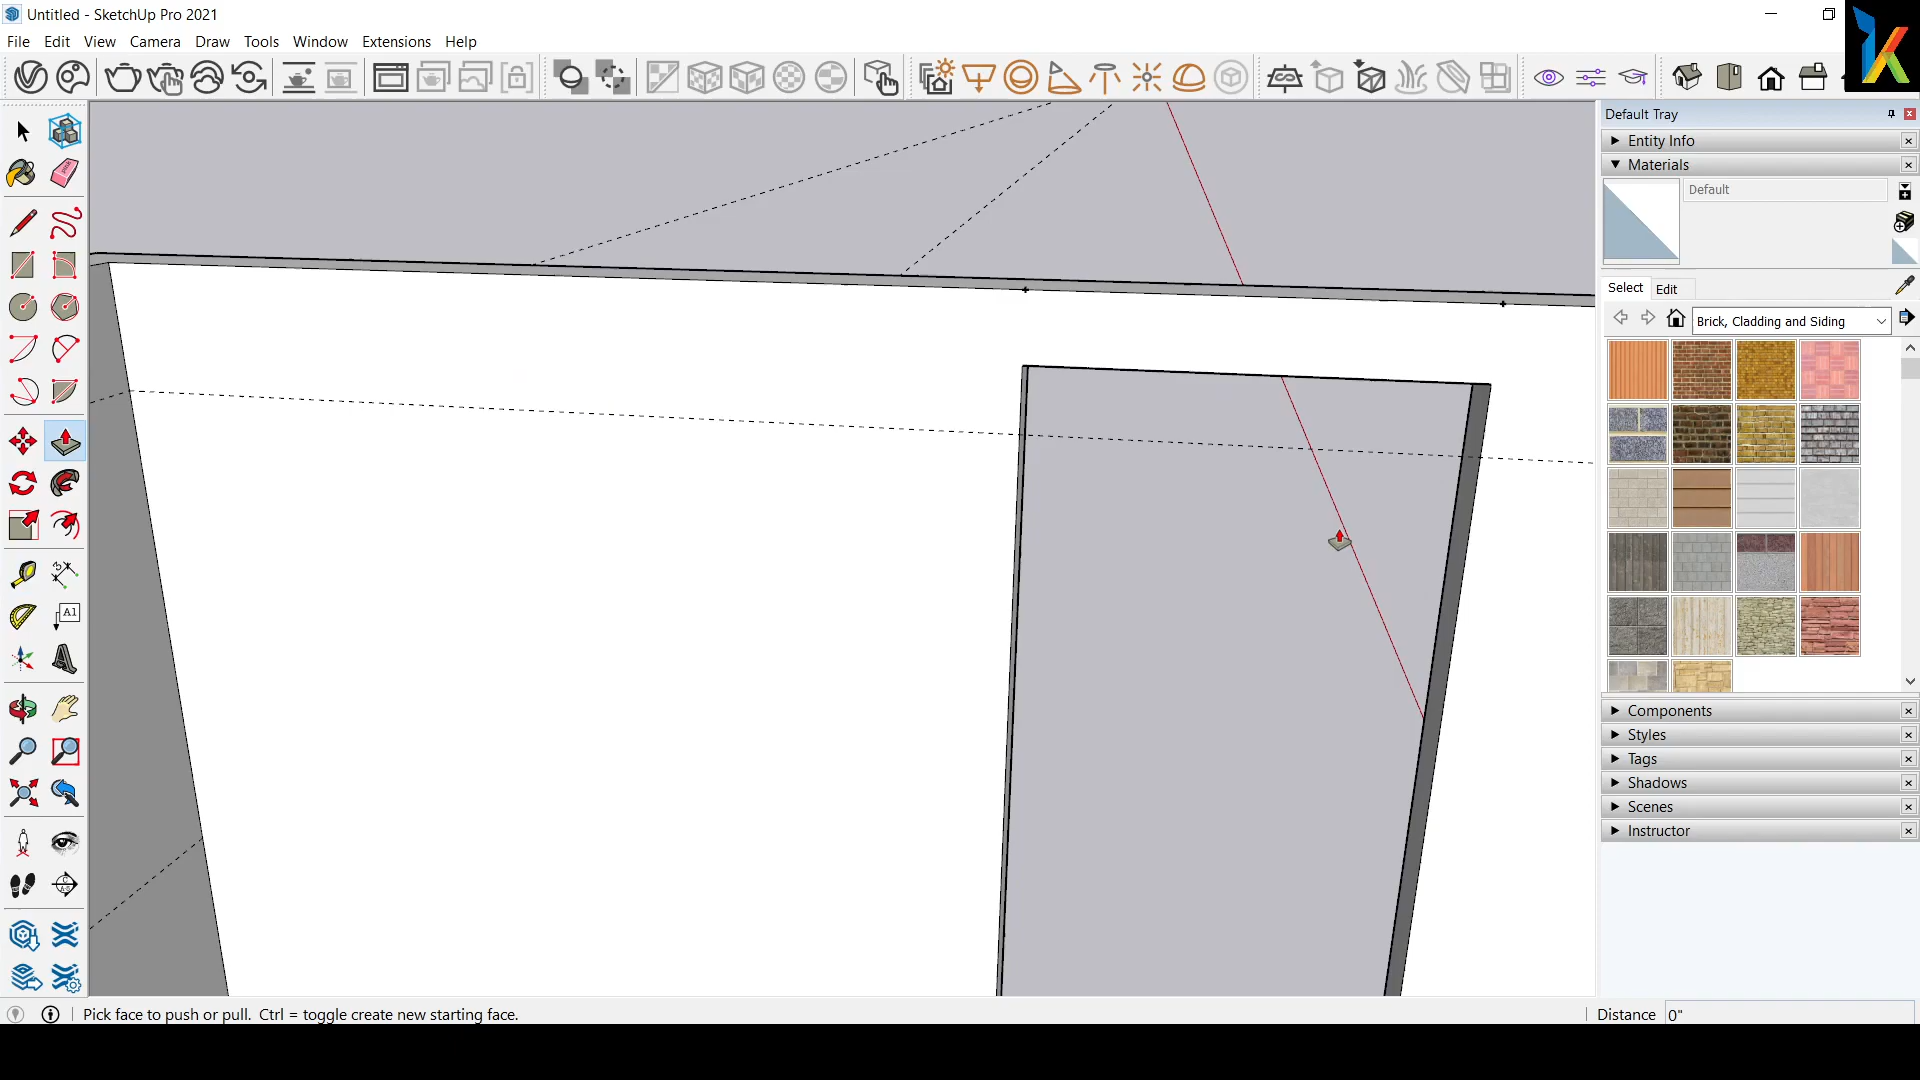 Untitled - SketchUp Pro 2021
File Edit View Camera Draw Tools Window Extensions Help
Default Tray
Entity Info
Materials
Default
Select Edit
Brick, Cladding and Siding
A1
Components
Styles
Tags
Shadows
Scenes
Instructor
Pick face to push or pull. Ctrl = toggle create new starting face.
Distance 0"